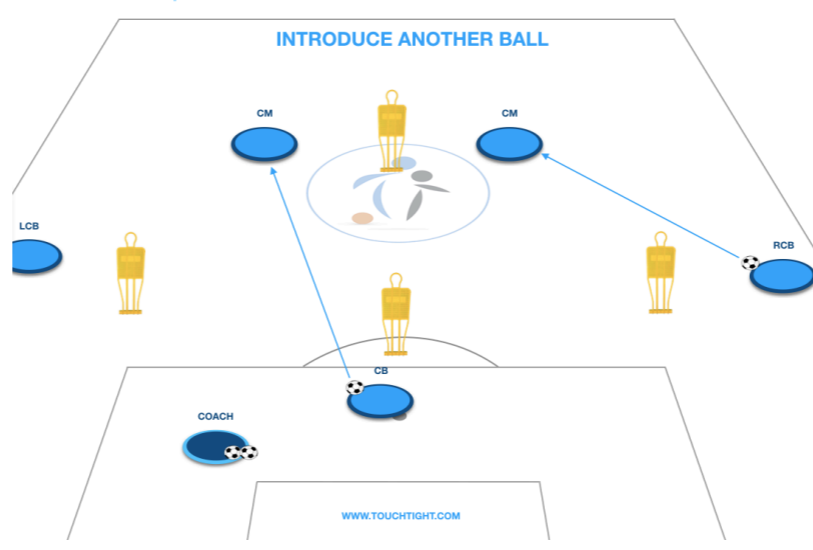 INTRODUCE ANOTHER BALL
CM
CM
LCB
RCB
CB
COACH
WWW.TOUCHTIGHT.COM